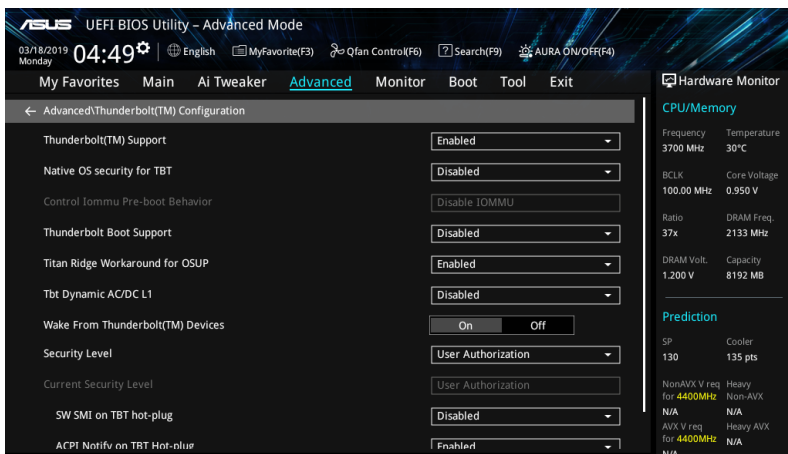 ASUS UEFI BIOS Utility – Advanced Mode
03/18/2019 Monday 04:49 English MyFavorite(F3) Qfan Control(F6) ? Search(F9) AURA ON/OFF(F4)
My Favorites Main Ai Tweaker Advanced Monitor Boot Tool Exit
← Advanced\Thunderbolt(TM) Configuration
Thunderbolt(TM) Support Enabled
Native OS security for TBT Disabled
Control Iommu Pre-boot Behavior Disable IOMMU
Thunderbolt Boot Support Disabled
Titan Ridge Workaround for OSUP Enabled
Tbt Dynamic AC/DC L1 Disabled
Wake From Thunderbolt(TM) Devices On Off
Security Level User Authorization
Current Security Level User Authorization
SW SMI on TBT hot-plug Disabled
ACPI Notify on TBT Hot-plug Enabled
Hardware Monitor
CPU/Memory
Frequency Temperature
3700 MHz 30°C
BCLK Core Voltage
100.00 MHz 0.950 V
Ratio DRAM Freq.
37x 2133 MHz
DRAM Volt. Capacity
1.200 V 8192 MB
Prediction
SP Cooler
130 135 pts
NonAVX V req Heavy
for 4400MHz Non-AVX
N/A N/A
AVX V req Heavy AVX
for 4400MHz N/A
N/A